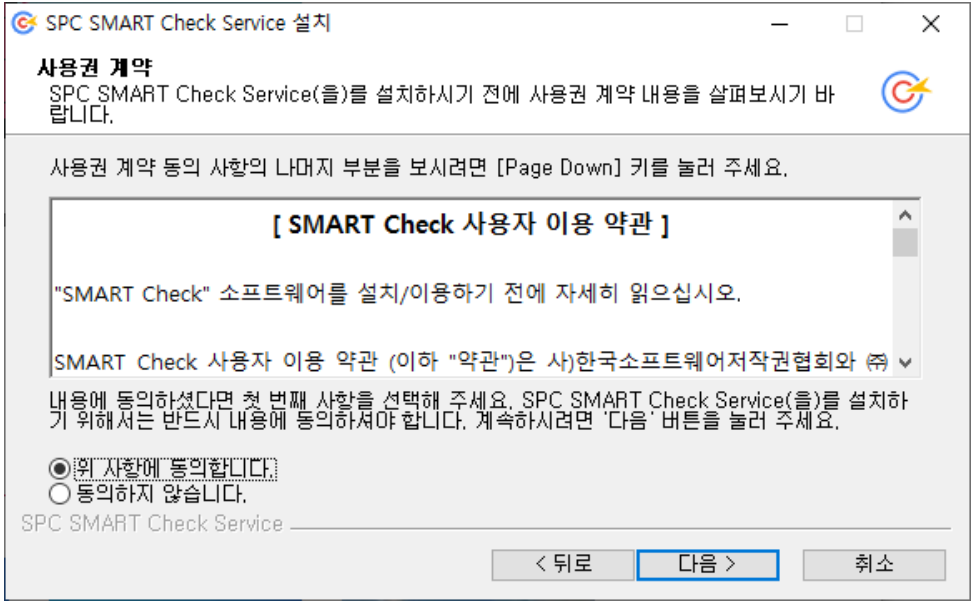 SPC SMART Check Service 설치
사용권 계약
SPC SMART Check Service(을)를 설치하시기 전에 사용권 계약 내용을 살펴보시기 바
랍니다.
사용권 계약 동의 사항의 나머지 부분을 보시려면 [Page Down] 키를 눌러 주세요.
[ SMART Check 사용자 이용 약관 ]
"SMART Check" 소프트웨어를 설치/이용하기 전에 자세히 읽으십시오.
SMART Check 사용자 이용 약관 (이하 "약관")은 사)한국소프트웨어저작권협회와 ㈜
내용에 동의하셨다면 첫 번째 사항을 선택해 주세요. SPC SMART Check Service(을)를 설치하
기 위해서는 반드시 내용에 동의하셔야 합니다. 계속하시려면 '다음' 버튼을 눌러 주세요.
위 사항에 동의합니다.
동의하지 않습니다.
SPC SMART Check Service
< 뒤로 다음 > 취소